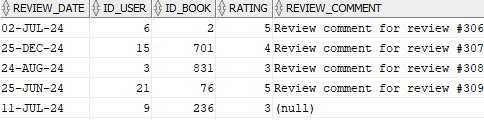 REVIEW_DATE ID_USER ID_BOOK RATING REVIEW_COMMENT
02-JUL-24 6 2 5 Review comment for review #306
25-DEC-24 15 701 4 Review comment for review #307
24-AUG-24 3 831 3 Review comment for review #308
25-JUN-24 21 76 5 Review comment for review #309
11-JUL-24 9 236 3 (null)